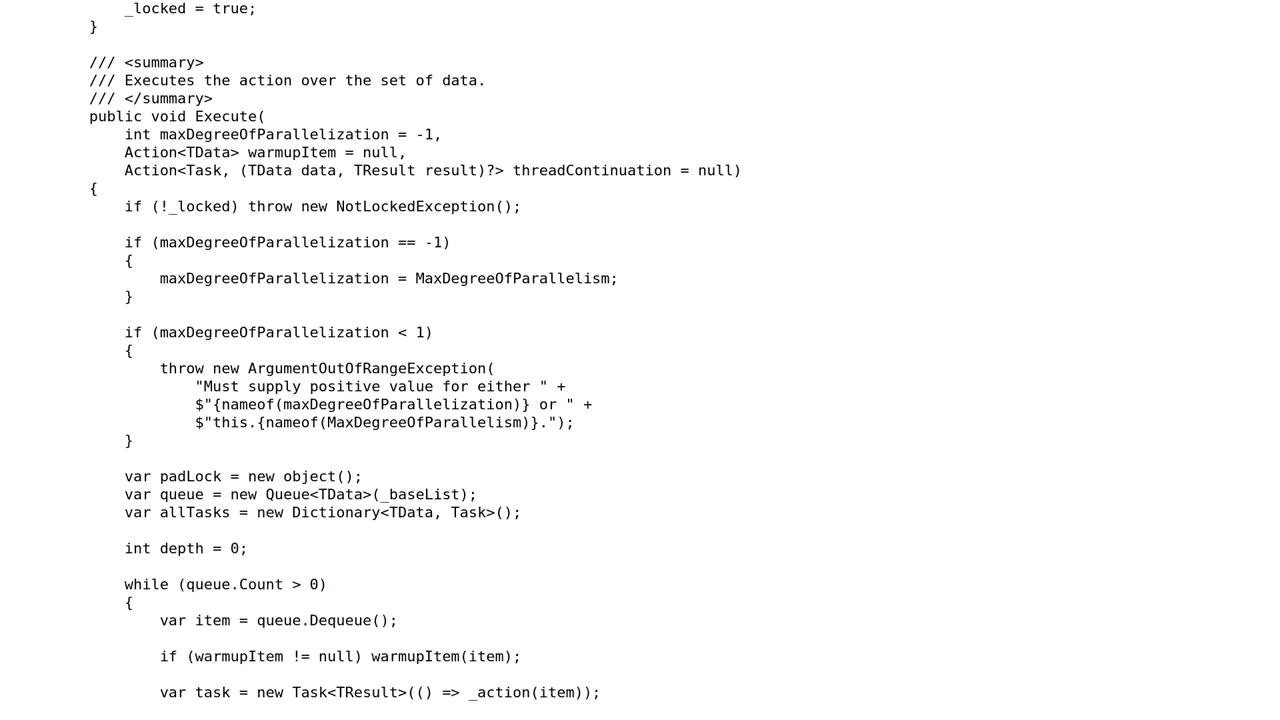 _locked = true;
}
/// <summary>
/// Executes the action over the set of data.
/// </summary>
public void Execute(
int maxDegreeOfParallelization = -1,
Action<TData> warmupItem = null,
Action<Task, (TData data, TResult result)?> threadContinuation = null)
{
if (!_locked) throw new NotLockedException();
if (maxDegreeOfParallelization == -1)
{
maxDegreeOfParallelization = MaxDegreeOfParallelism;
}
if (maxDegreeOfParallelization < 1)
{
throw new ArgumentOutOfRangeException(
"Must supply positive value for either " +
$"{nameof(maxDegreeOfParallelization)} or " +
$"this.{nameof(MaxDegreeOfParallelism)}.");
}
var padLock = new object();
var queue = new Queue<TData>(_baseList);
var allTasks = new Dictionary<TData, Task>();
int depth = 0;
while (queue.Count > 0)
{
var item = queue.Dequeue();
if (warmupItem != null) warmupItem(item);
var task = new Task<TResult>(() => _action(item));